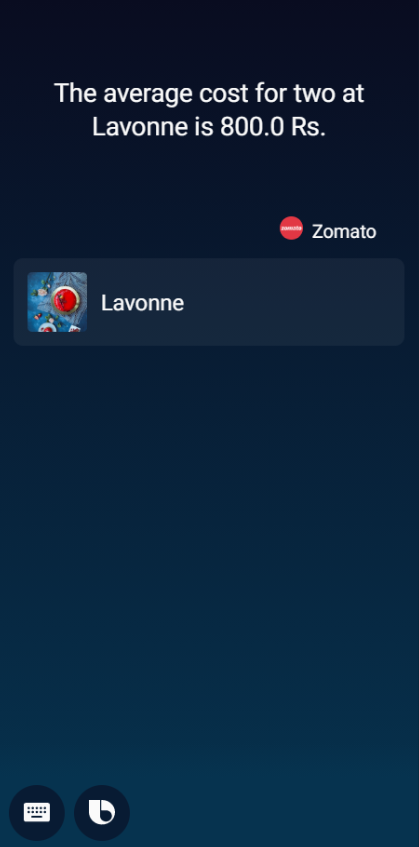 The average cost for two at
Lavonne is 800.0 Rs.
Zomato
Lavonne